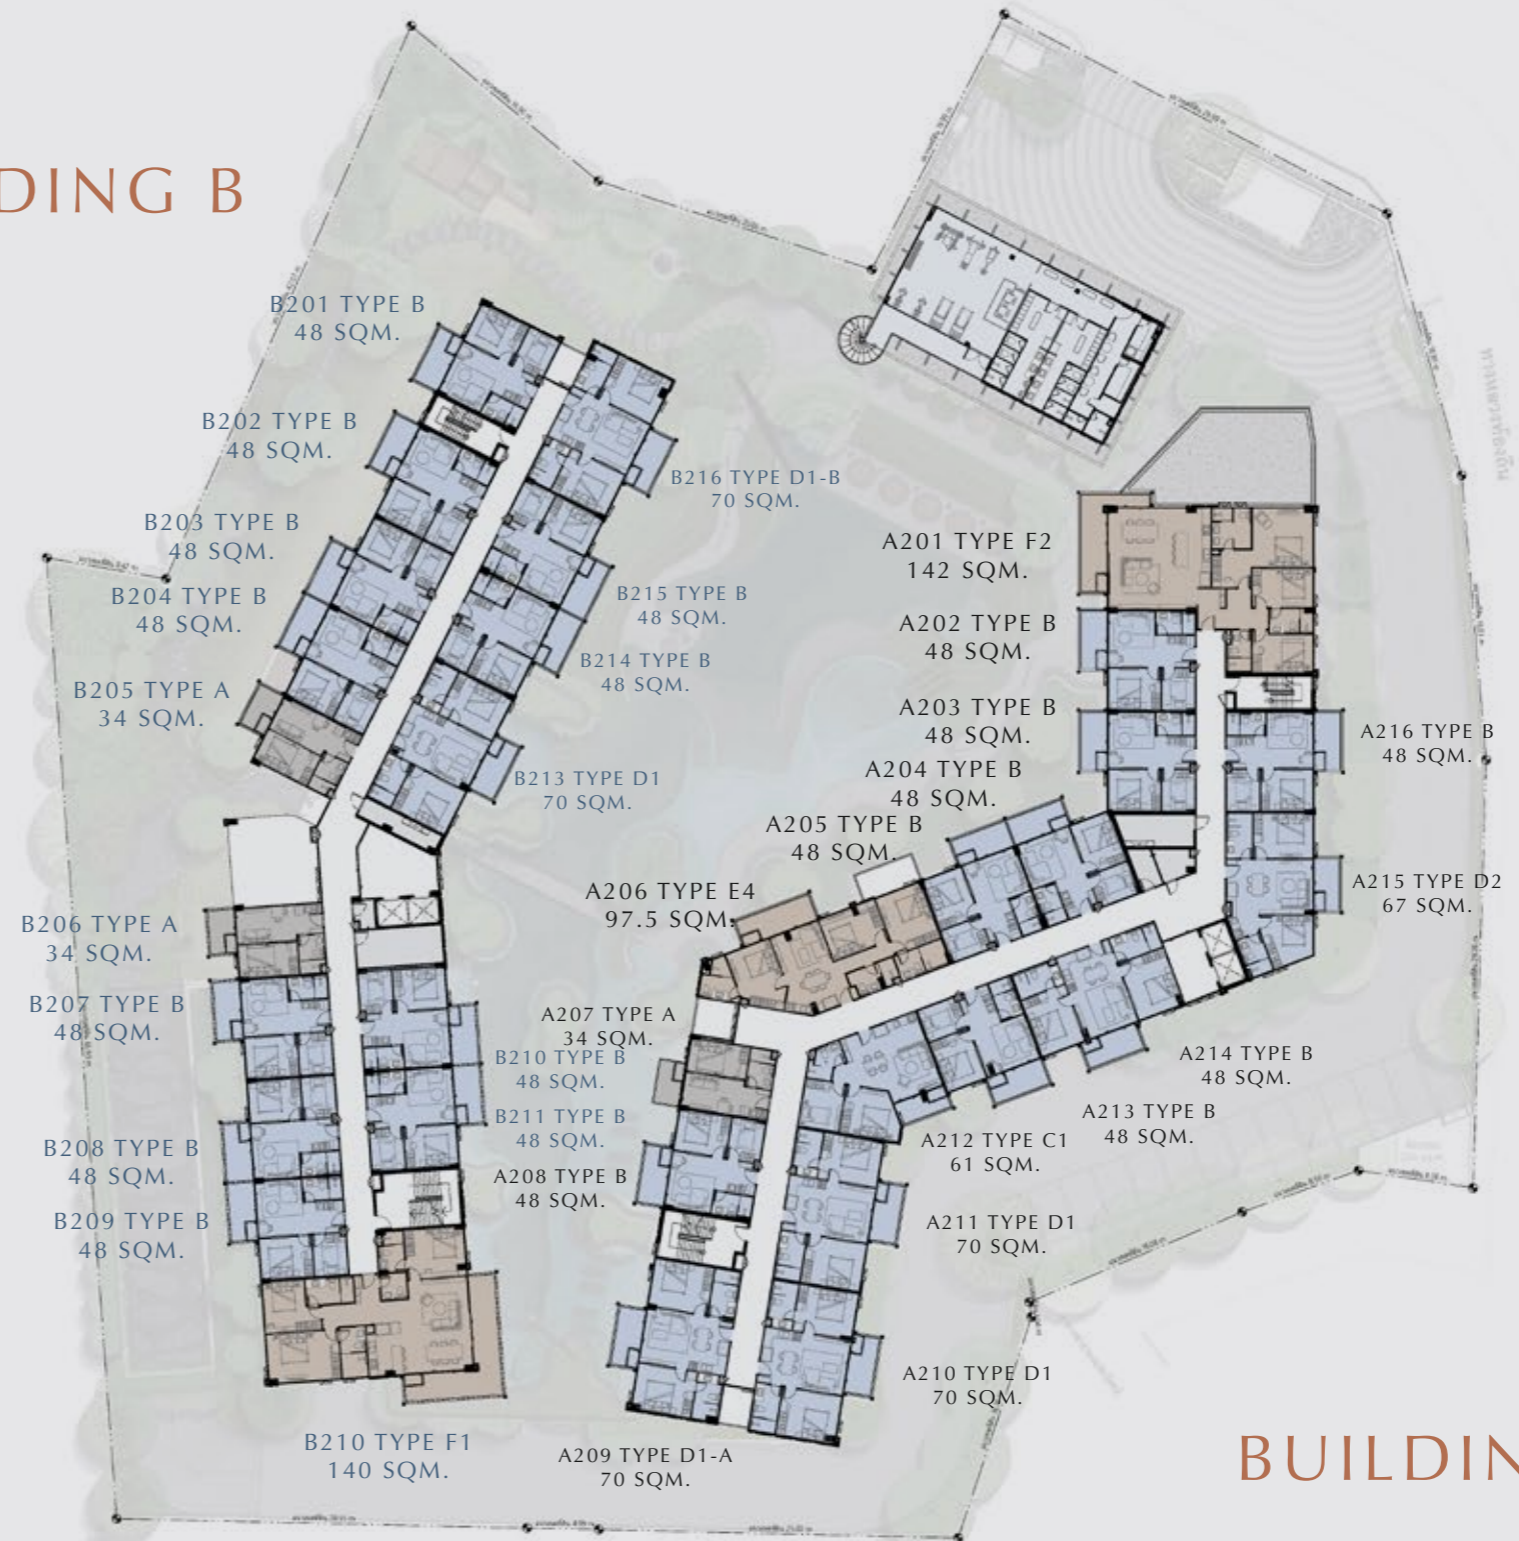 DING B
B201 TYPE B
48 SQM.
B202 TYPE B
48 SQM.
B203 TYPE B
48 SQM.
B204 TYPE B
48 SQM.
B205 TYPE A
34 SQM.
B216 TYPE D1-B
70 SQM.
B215 TYPE B
48 SQM.
B214 TYPE B
48 SQM.
B213 TYPE D1
70 SQM.
B206 TYPE A
34 SQM.
B207 TYPE B
48 SQM.
B208 TYPE B
48 SQM.
B209 TYPE B
48 SQM.
B210 TYPE B
48 SQM.
B211 TYPE B
48 SQM.
B210 TYPE F1
140 SQM.
A201 TYPE F2
142 SQM.
A202 TYPE B
48 SQM.
A203 TYPE B
48 SQM.
A204 TYPE B
48 SQM.
A205 TYPE B
48 SQM.
A206 TYPE E4
97.5 SQM.
A207 TYPE A
34 SQM.
A208 TYPE B
48 SQM.
A209 TYPE D1-A
70 SQM.
A216 TYPE B
48 SQM.
A215 TYPE D2
67 SQM.
A214 TYPE B
48 SQM.
A213 TYPE B
48 SQM.
A212 TYPE C1
61 SQM.
A211 TYPE D1
70 SQM.
A210 TYPE D1
70 SQM.
BUILDIN